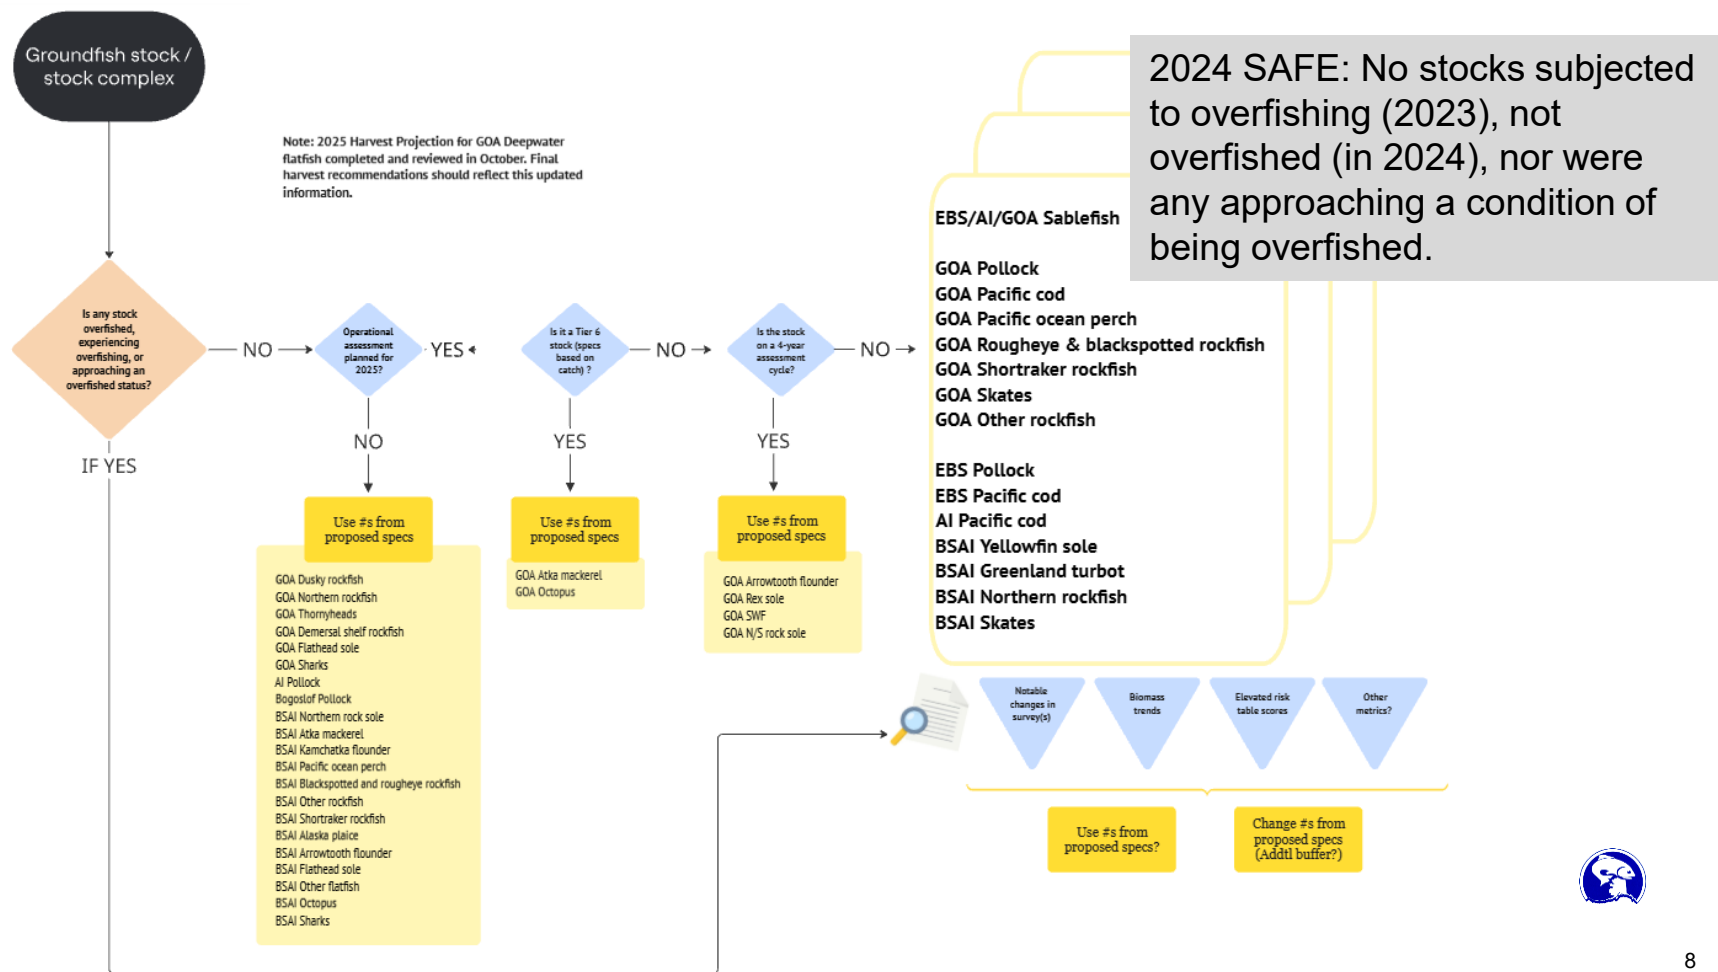 Groundfish stock /
stock complex
Note: 2025 Harvest Projection for GOA Deepwater
flatfish completed and reviewed in October. Final
harvest recommendations should reflect this updated
information.
2024 SAFE: No stocks subjected
to overfishing (2023), not
overfished (in 2024), nor were
any approaching a condition of
being overfished.
Is any stock
overfished,
experiencing
overfishing, or
approaching an
overfished status?
NO
IF YES
Operational
assessment
planned for
2025?
YES
NO
Use #s from
proposed specs
GOA Dusky rockfish
GOA Northern rockfish
GOA Thornyheads
GOA Demersal shelf rockfish
GOA Flathead sole
GOA Sharks
AI Pollock
Bogoslof Pollock
BSAI Northern rock sole
BSAI Atka mackerel
BSAI Kamchatka flounder
BSAI Pacific ocean perch
BSAI Blackspotted and rougheye rockfish
BSAI Other rockfish
BSAI Shortraker rockfish
BSAI Alaska plaice
BSAI Arrowtooth flounder
BSAI Flathead sole
BSAI Other flatfish
BSAI Octopus
BSAI Sharks
Is it a Tier 6
stock (specs
based on
catch) ?
NO
YES
Use #s from
proposed specs
GOA Atka mackerel
GOA Octopus
Is the stock
on a 4-year
assessment
cycle?
NO
YES
Use #s from
proposed specs
GOA Arrowtooth flounder
GOA Rex sole
GOA SWF
GOA N/S rock sole
EBS/AI/GOA Sablefish
GOA Pollock
GOA Pacific cod
GOA Pacific ocean perch
GOA Rougheye & blackspotted rockfish
GOA Shortraker rockfish
GOA Skates
GOA Other rockfish
EBS Pollock
EBS Pacific cod
AI Pacific cod
BSAI Yellowfin sole
BSAI Greenland turbot
BSAI Northern rockfish
BSAI Skates
Notable
changes in
survey(s)
Biomass
trends
Elevated risk
table scores
Other
metrics?
Use #s from
proposed specs?
Change #s from
proposed specs
(Addtl buffer?)
8